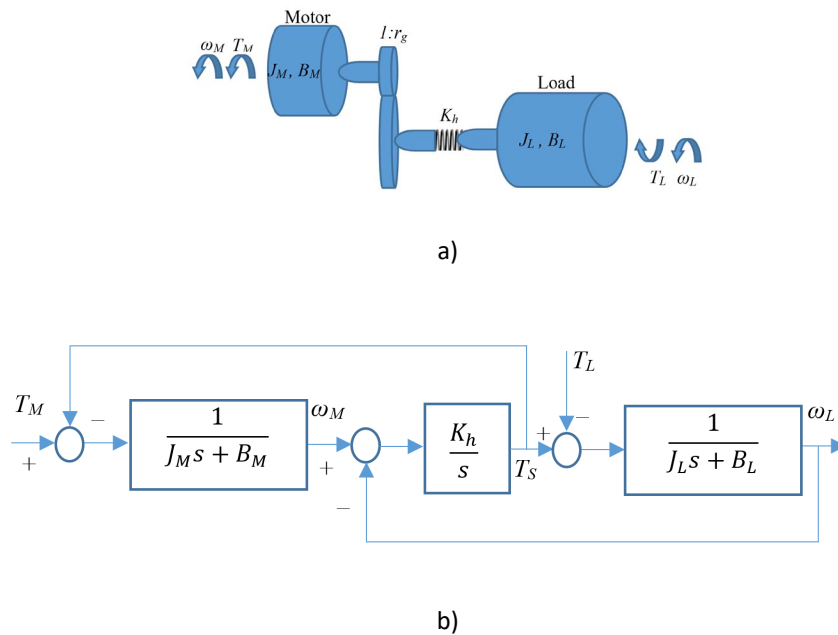 Motor
1:r_g
ω_M T_M
J_M, B_M
Load
K_h
J_L , B_L
T_L ω_L
a)
T_L
T_M − − ω_L
1 ω_M K_h + 1
J_M s + B_M s J_L s + B_L
+ + T_S
−
b)